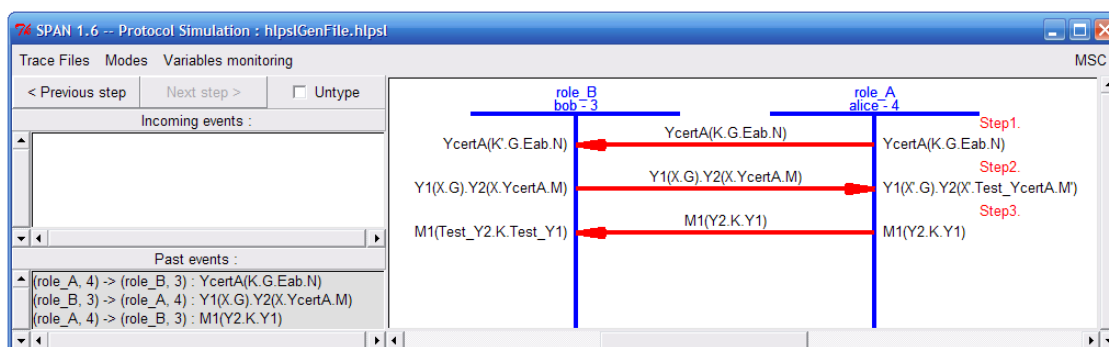 SPAN 1.6 -- Protocol Simulation : hlpslGenFile.hlpsl
Trace Files Modes Variables monitoring MSC
< Previous step Next step > Untype
Incoming events :
Past events :
(role_A, 4) -> (role_B, 3) : YcertA(K.G.Eab.N)
(role_B, 3) -> (role_A, 4) : Y1(X.G).Y2(X.YcertA.M)
(role_A, 4) -> (role_B, 3) : M1(Y2.K.Y1)
role_B role_A
bob - 3 alice - 4
Step1.
YcertA(K'.G.Eab.N) YcertA(K.G.Eab.N) YcertA(K.G.Eab.N)
Step2.
Y1(X.G).Y2(X.YcertA.M) Y1(X.G).Y2(X.YcertA.M) Y1(X'.G).Y2(X'.Test_YcertA.M')
Step3.
M1(Test_Y2.K.Test_Y1) M1(Y2.K.Y1) M1(Y2.K.Y1)